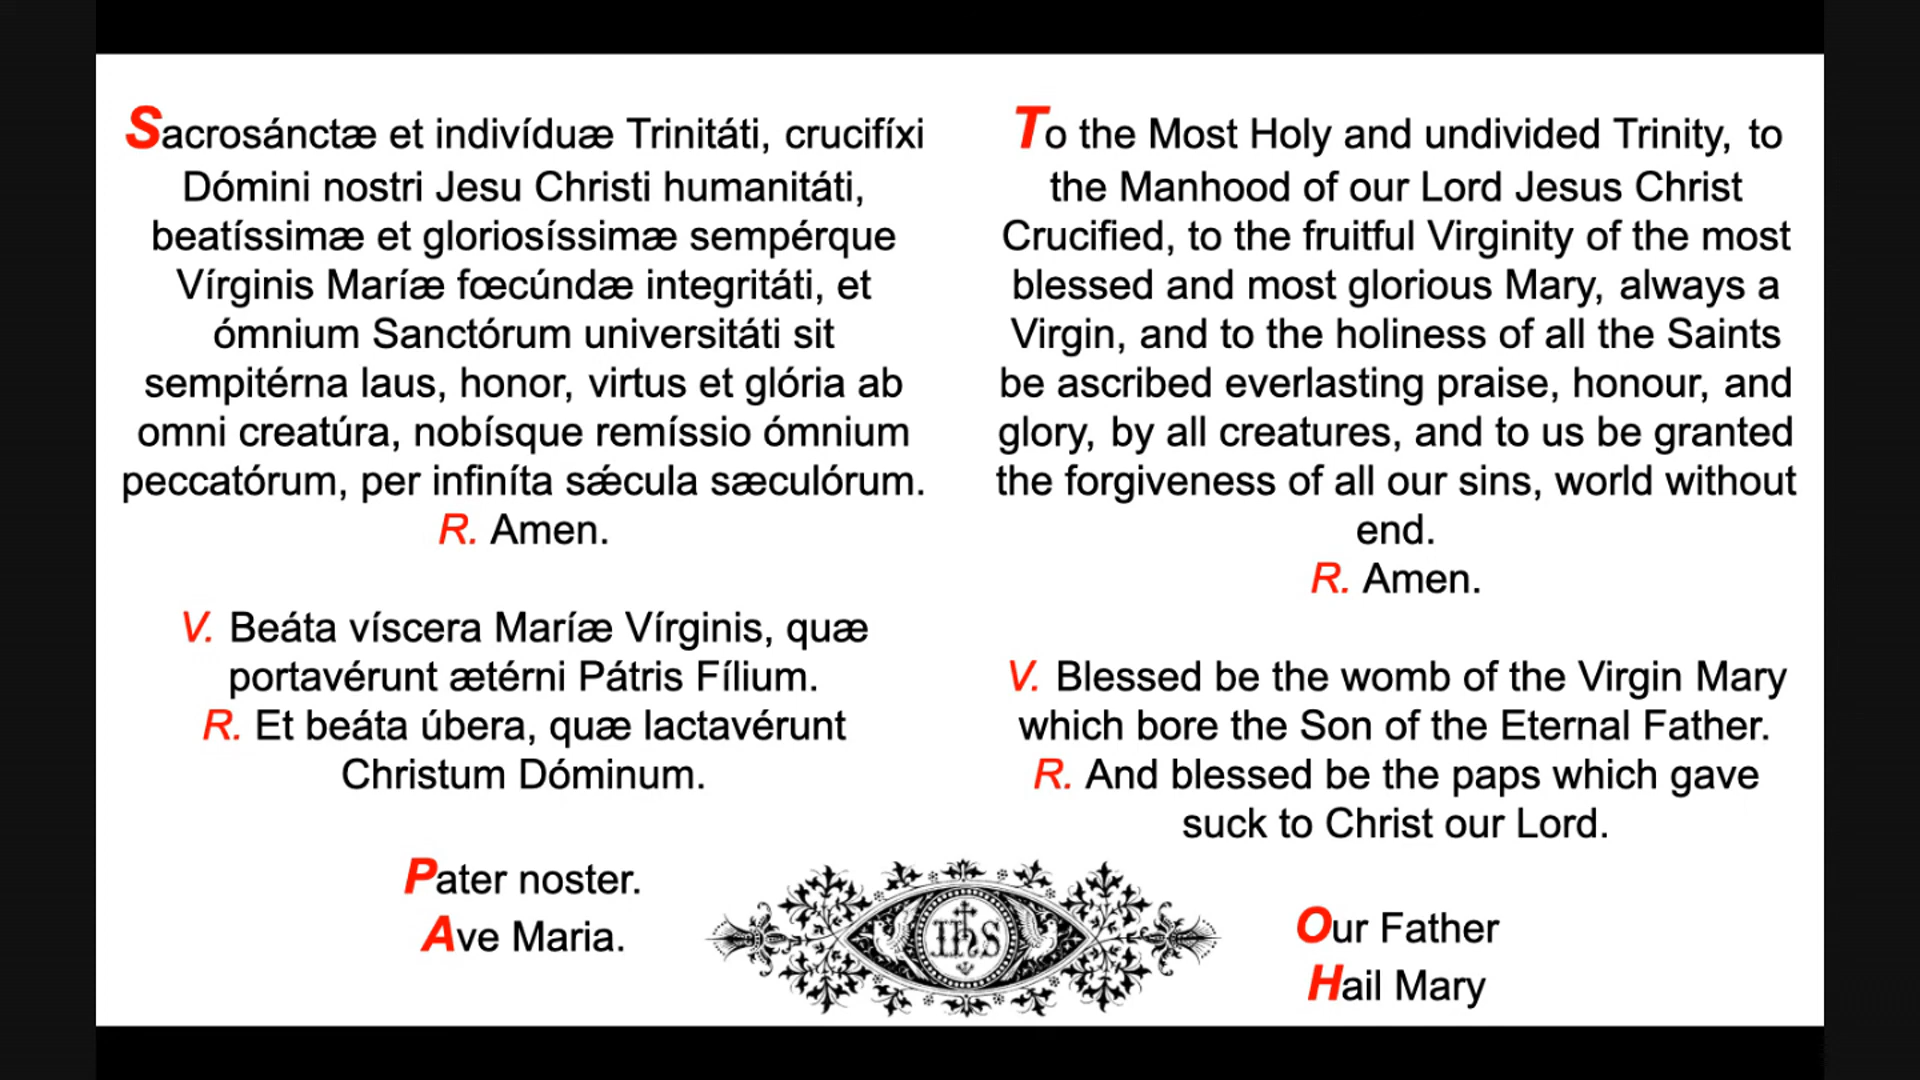 Sacrosánctæ et indivíduæ Trinitáti, crucifíxi
Dómini nostri Jesu Christi humanitáti,
beatíssimæ et gloriosíssimæ sempérque
Vírginis Maríæ fœcúndæ integritáti, et
ómnium Sanctórum universitáti sit
sempitérna laus, honor, virtus et glória ab
omni creatúra, nobísque remíssio ómnium
peccatórum, per infiníta sǽcula sæculórum.
R. Amen.
V. Beáta víscera Maríæ Vírginis, quæ
portavérunt ætérni Pátris Fílium.
R. Et beáta úbera, quæ lactavérunt
Christum Dóminum.
Pater noster.
Ave Maria.
To the Most Holy and undivided Trinity, to
the Manhood of our Lord Jesus Christ
Crucified, to the fruitful Virginity of the most
blessed and most glorious Mary, always a
Virgin, and to the holiness of all the Saints
be ascribed everlasting praise, honour, and
glory, by all creatures, and to us be granted
the forgiveness of all our sins, world without
end.
R. Amen.
V. Blessed be the womb of the Virgin Mary
which bore the Son of the Eternal Father.
R. And blessed be the paps which gave
suck to Christ our Lord.
Our Father
Hail Mary
IHS